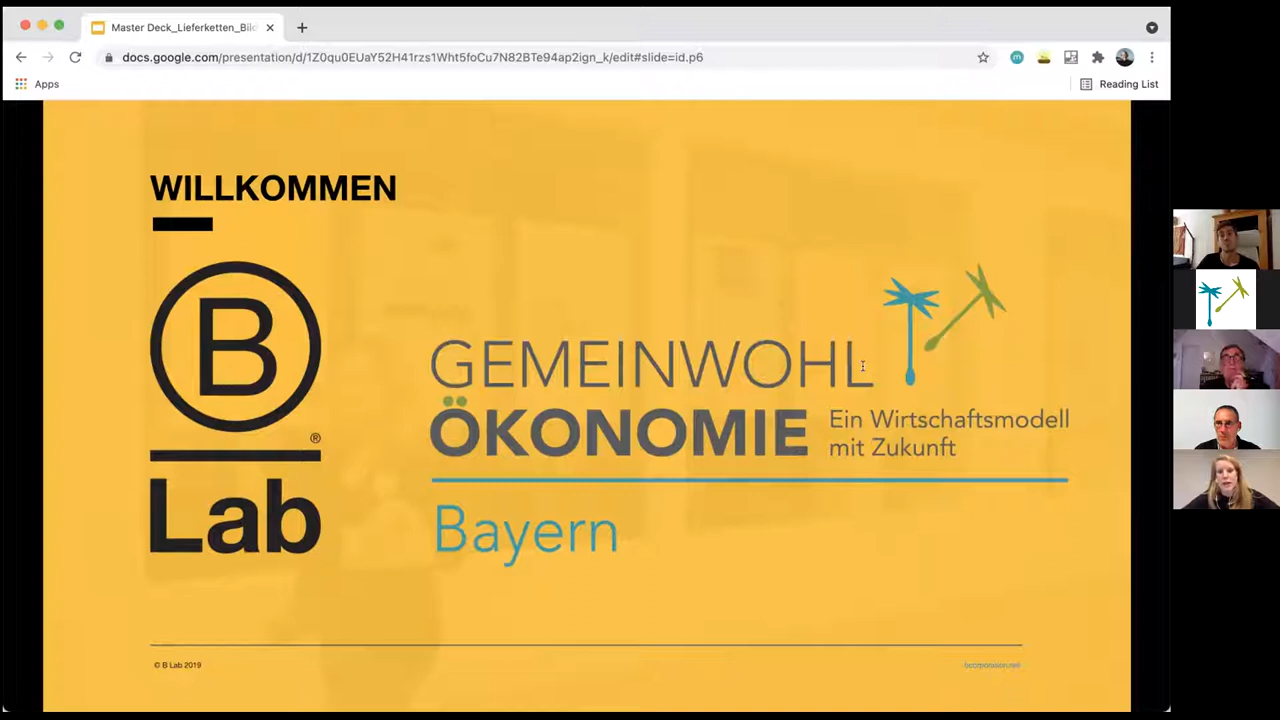 Master Deck_Lieferketten_Bild
docs.google.com/presentation/d/1Z0qu0EUaY52H41rzs1Wht5foCu7N82BTe94ap2ign_k/edit#slide=id.p6
Apps
Reading List
WILLKOMMEN
B
®
Lab
GEMEINWOHL
ÖKONOMIE
Ein Wirtschaftsmodell
mit Zukunft
Bayern
© B Lab 2019